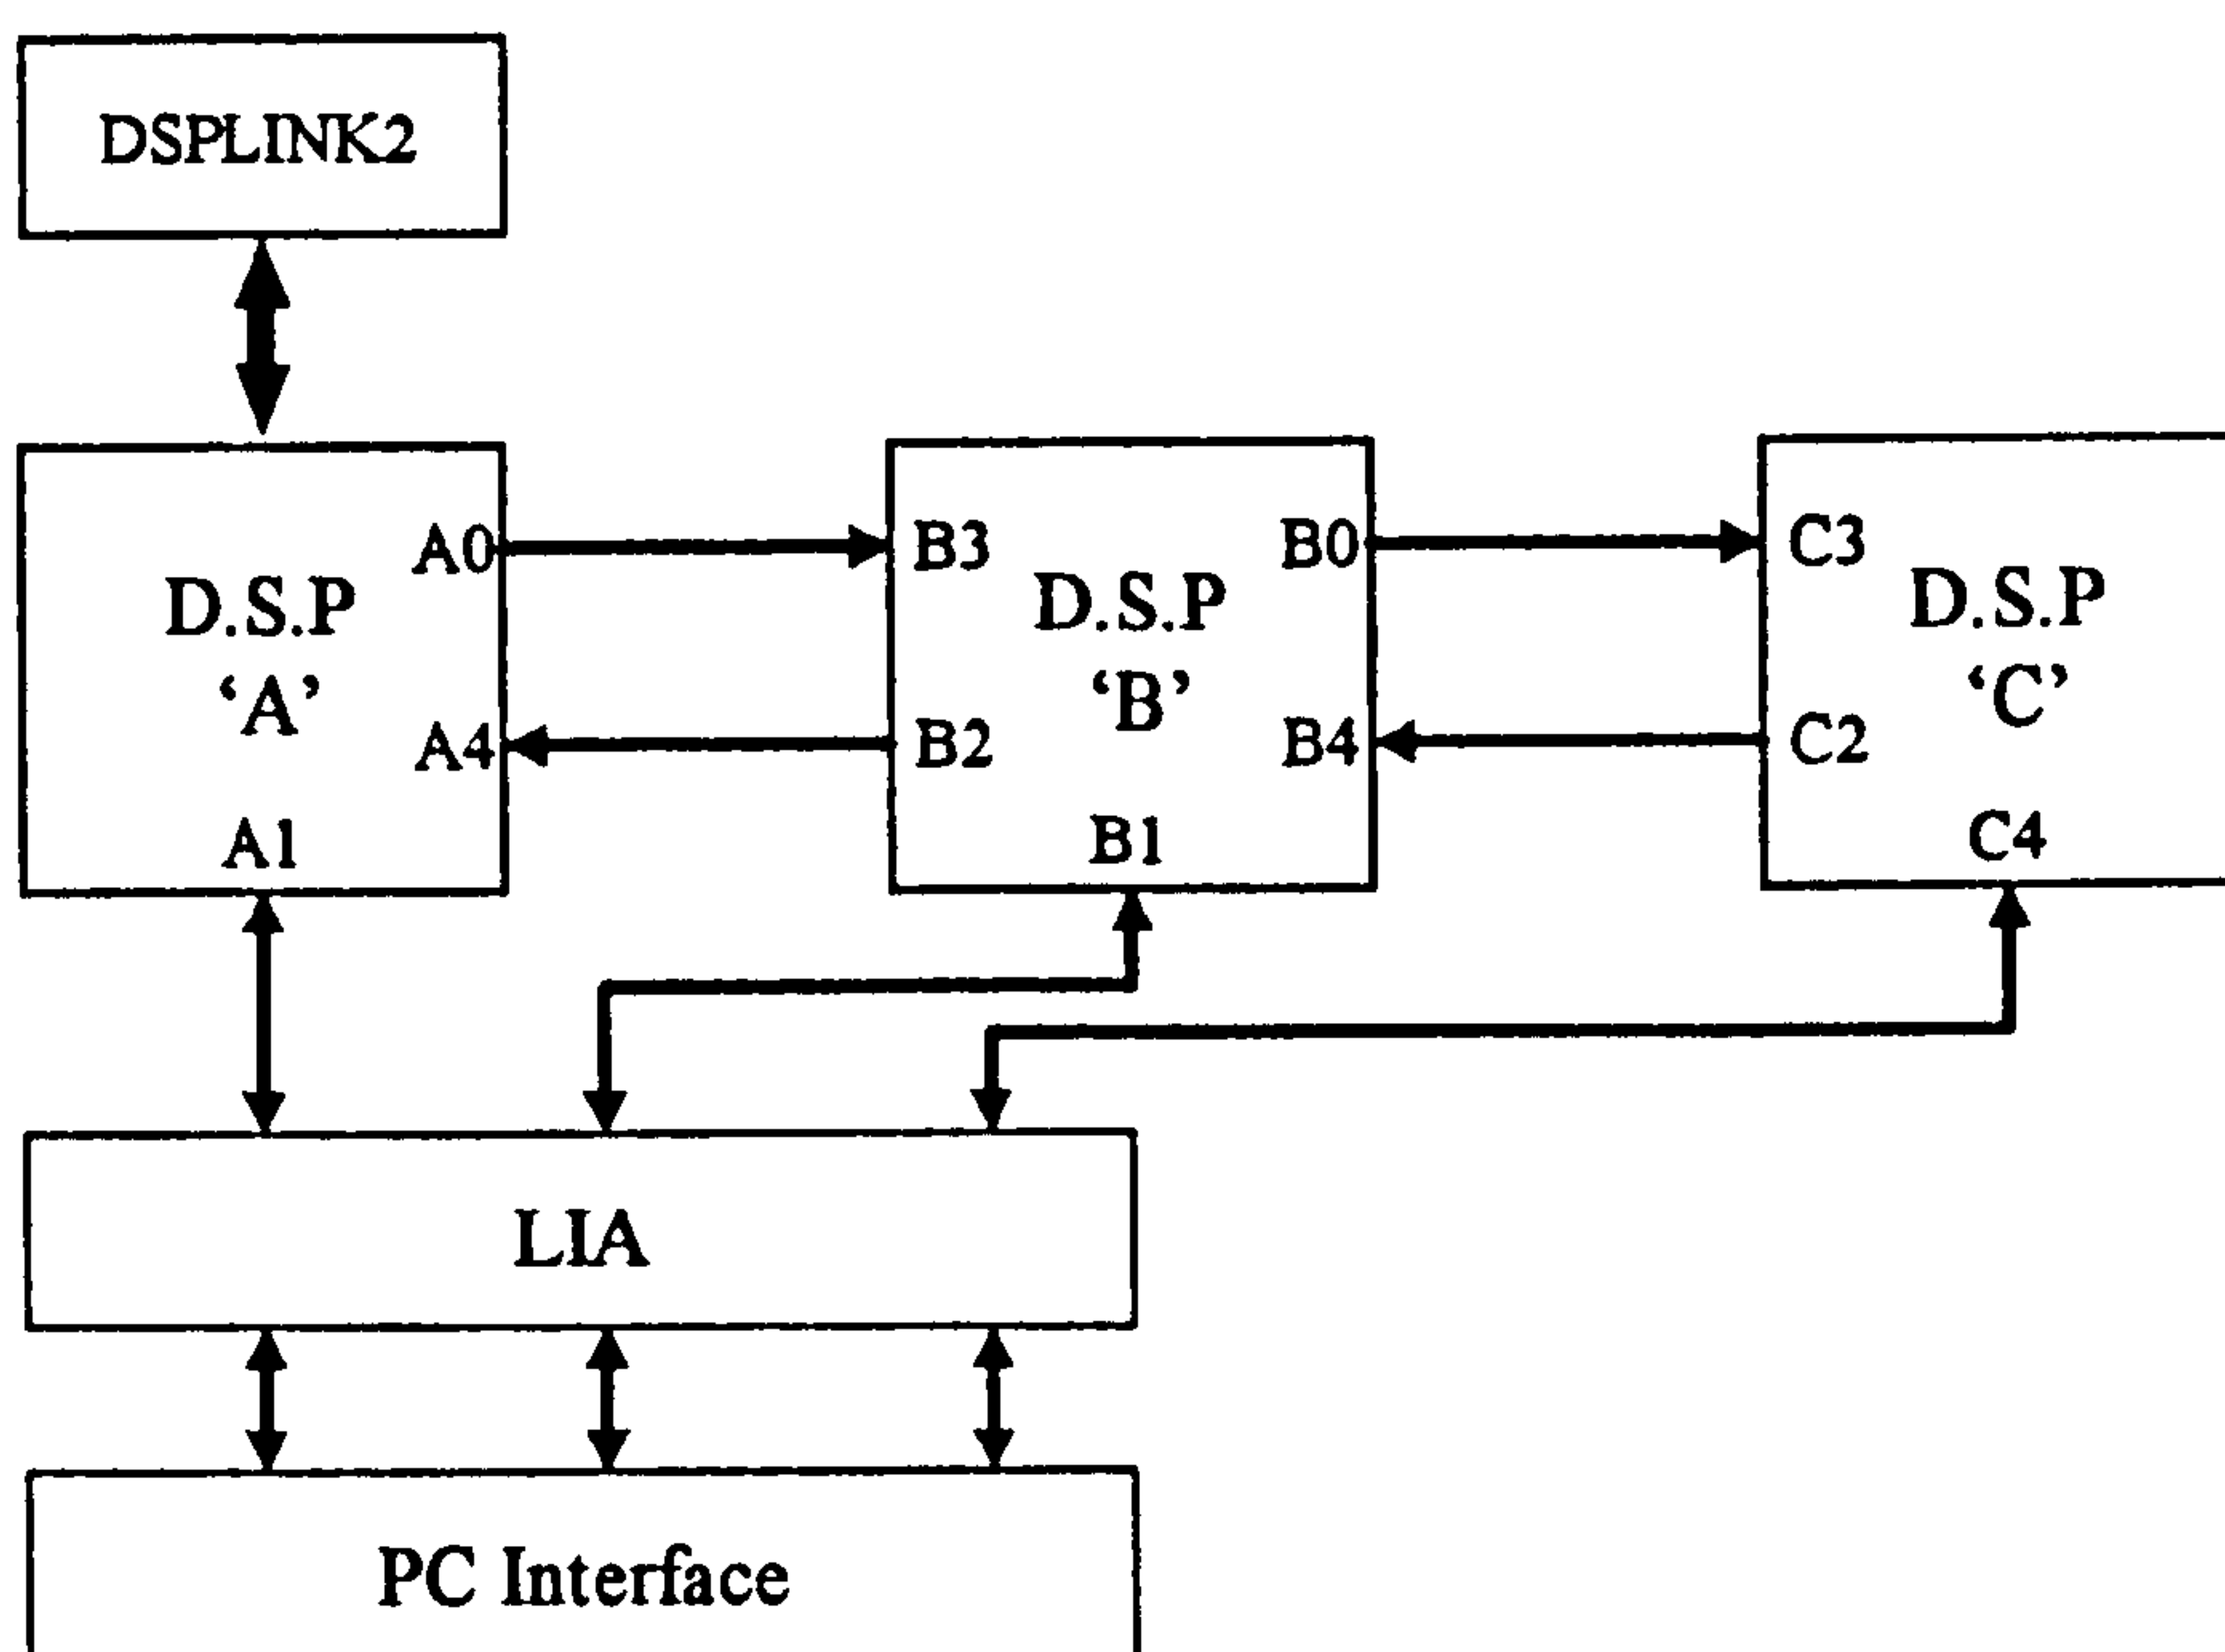 DSPLINK2
A0 B3 B0 C3
D.S.P D.S.P D.S.P
‘A’ ‘B’ ‘C’
A4 B2 B4 C2
A1 B1 C4
LIA
PC Interface